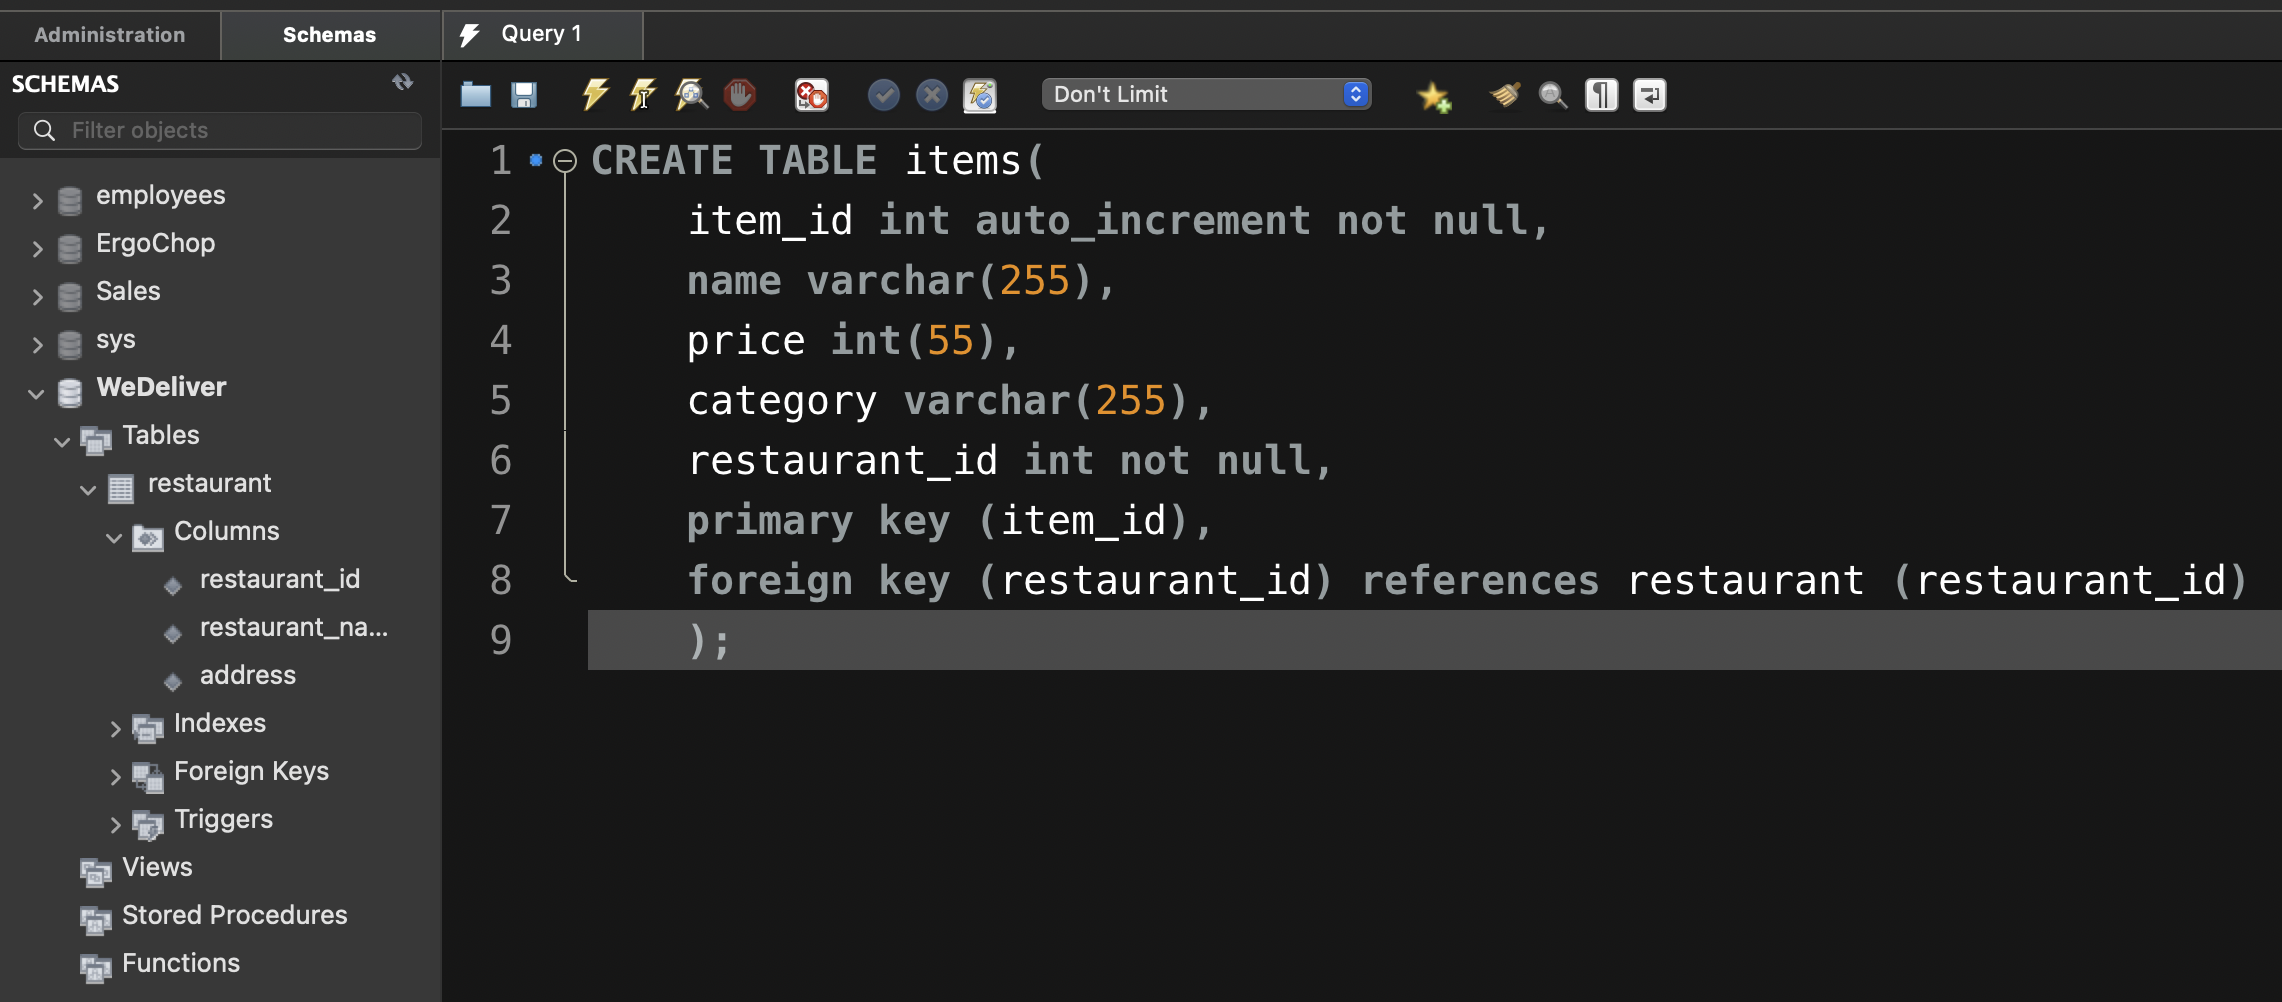 Administration
Schemas
Query 1
SCHEMAS
Filter objects
Don't Limit
employees
ErgoChop
Sales
sys
WeDeliver
Tables
restaurant
Columns
restaurant_id
restaurant_na...
address
Indexes
Foreign Keys
Triggers
Views
Stored Procedures
Functions
1 CREATE TABLE items(
2 item_id int auto_increment not null,
3 name varchar(255),
4 price int(55),
5 category varchar(255),
6 restaurant_id int not null,
7 primary key (item_id),
8 foreign key (restaurant_id) references restaurant (restaurant_id)
9 );